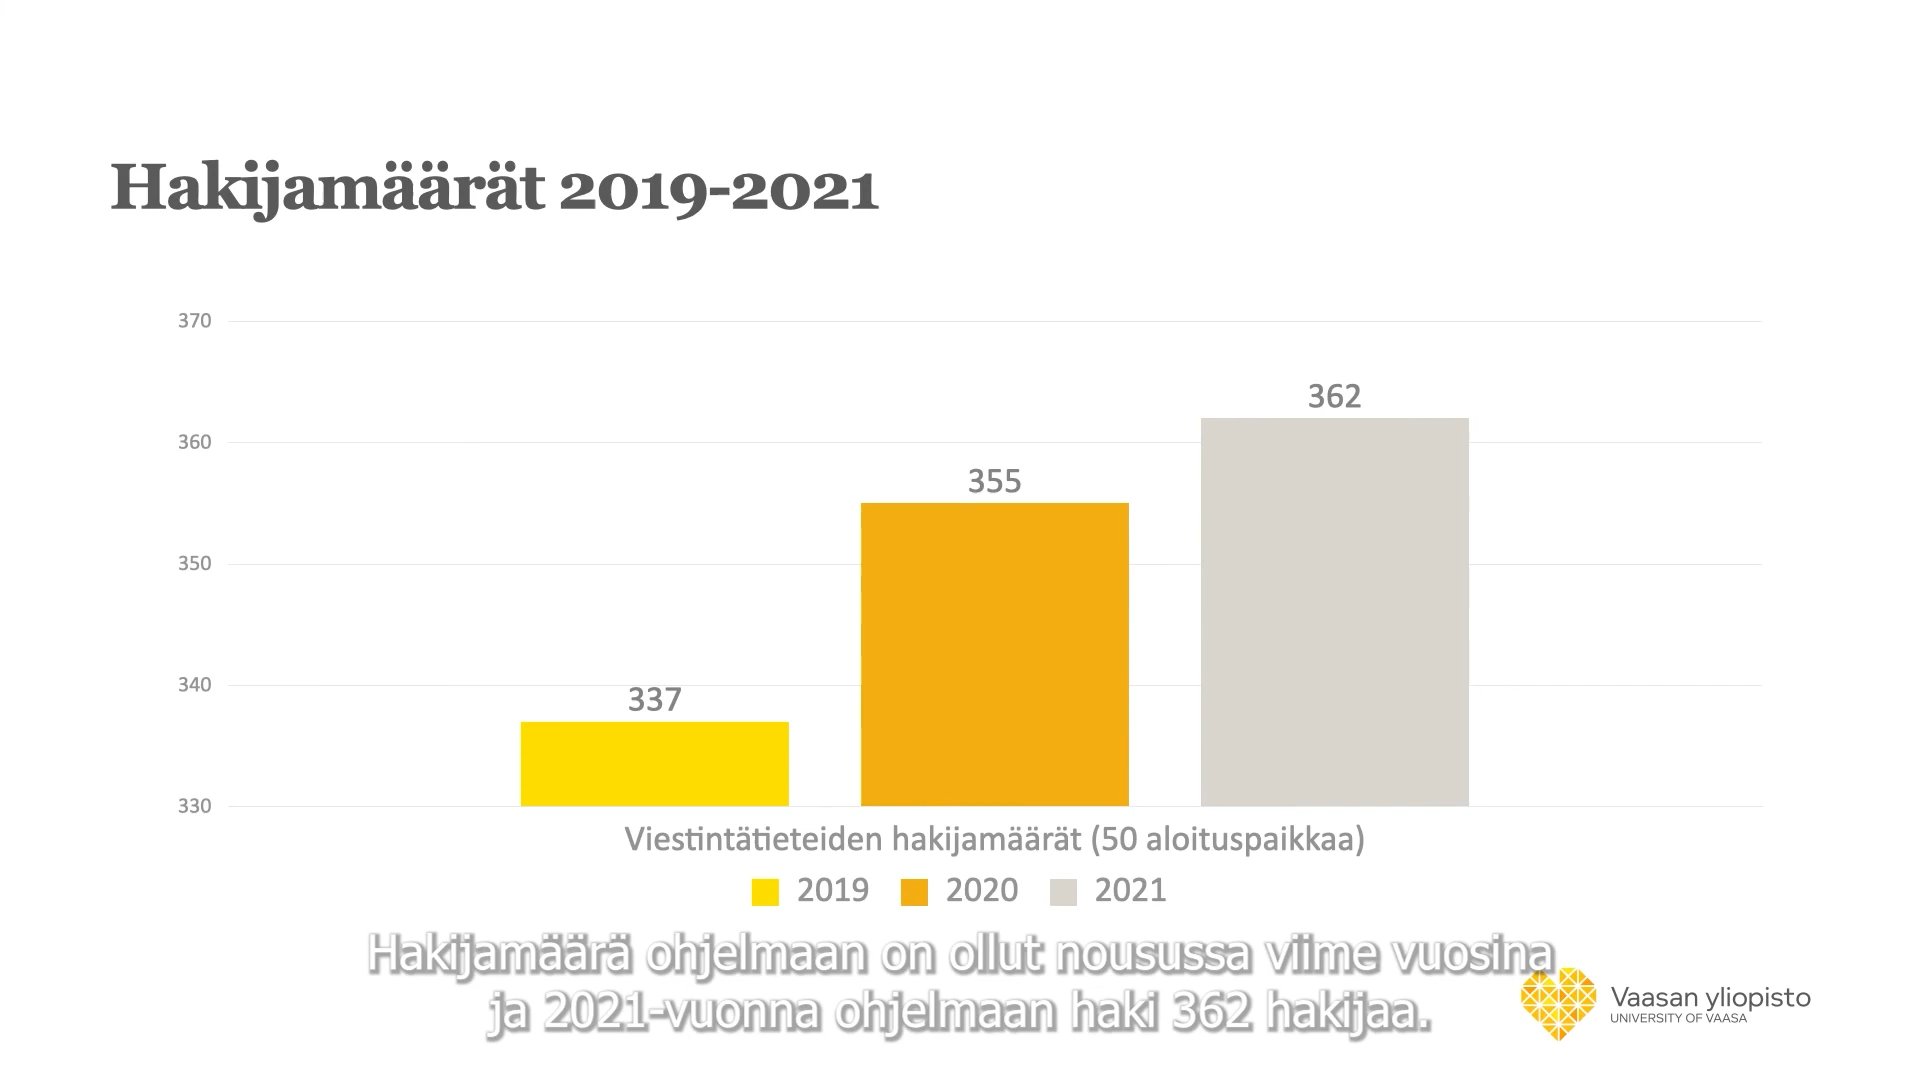 Hakijamäärät 2019-2021
370
362
360
355
350
340
337
330
Viestintätieteiden hakijamäärät (50 aloituspaikkaa)
2019 2020 2021
Hakijamäärä ohjelmaan on ollut nousussa viime vuosina
ja 2021-vuonna ohjelmaan haki 362 hakijaa.
Vaasan yliopisto
UNIVERSITY OF VAASA